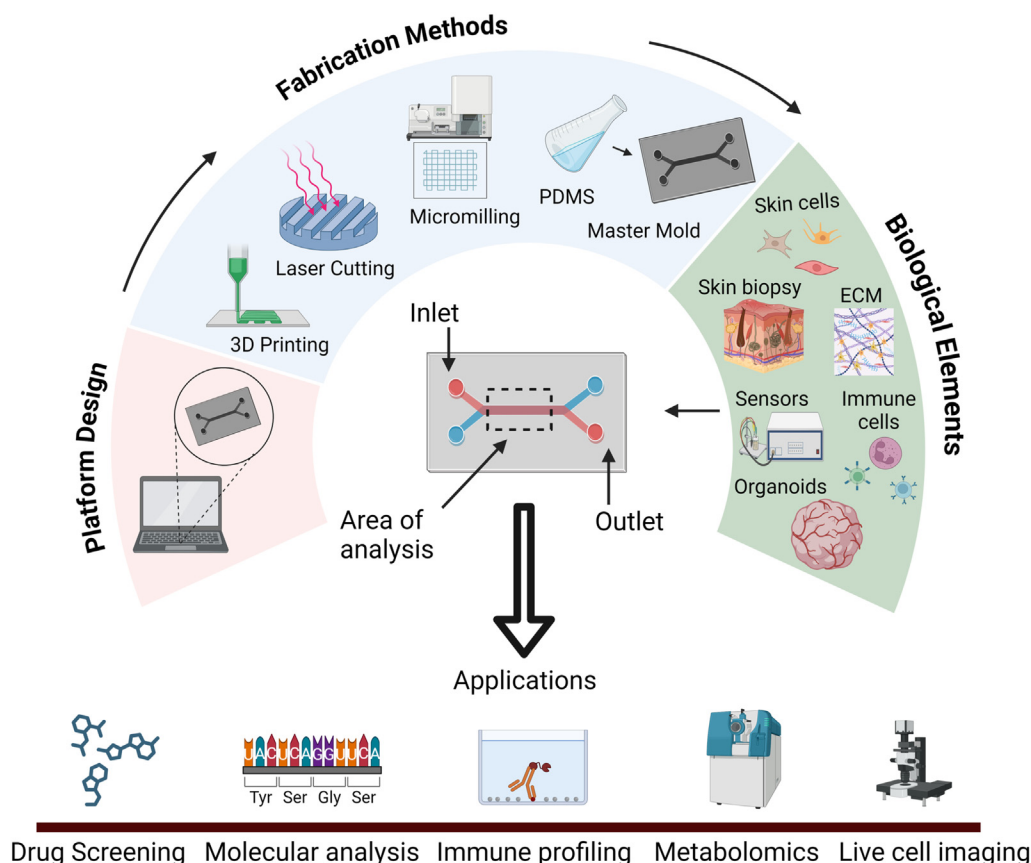 Fabrication Methods
PDMS
Micromilling
Master Mold
Laser Cutting
3D Printing
Platform Design
Biological Elements
Skin cells
Skin biopsy
ECM
Sensors
Immune
cells
Organoids
Inlet
Area of
analysis
Outlet
Applications
UACUCAGGUUCA
Tyr Ser Gly Ser
Drug Screening
Molecular analysis
Immune profiling
Metabolomics
Live cell imaging